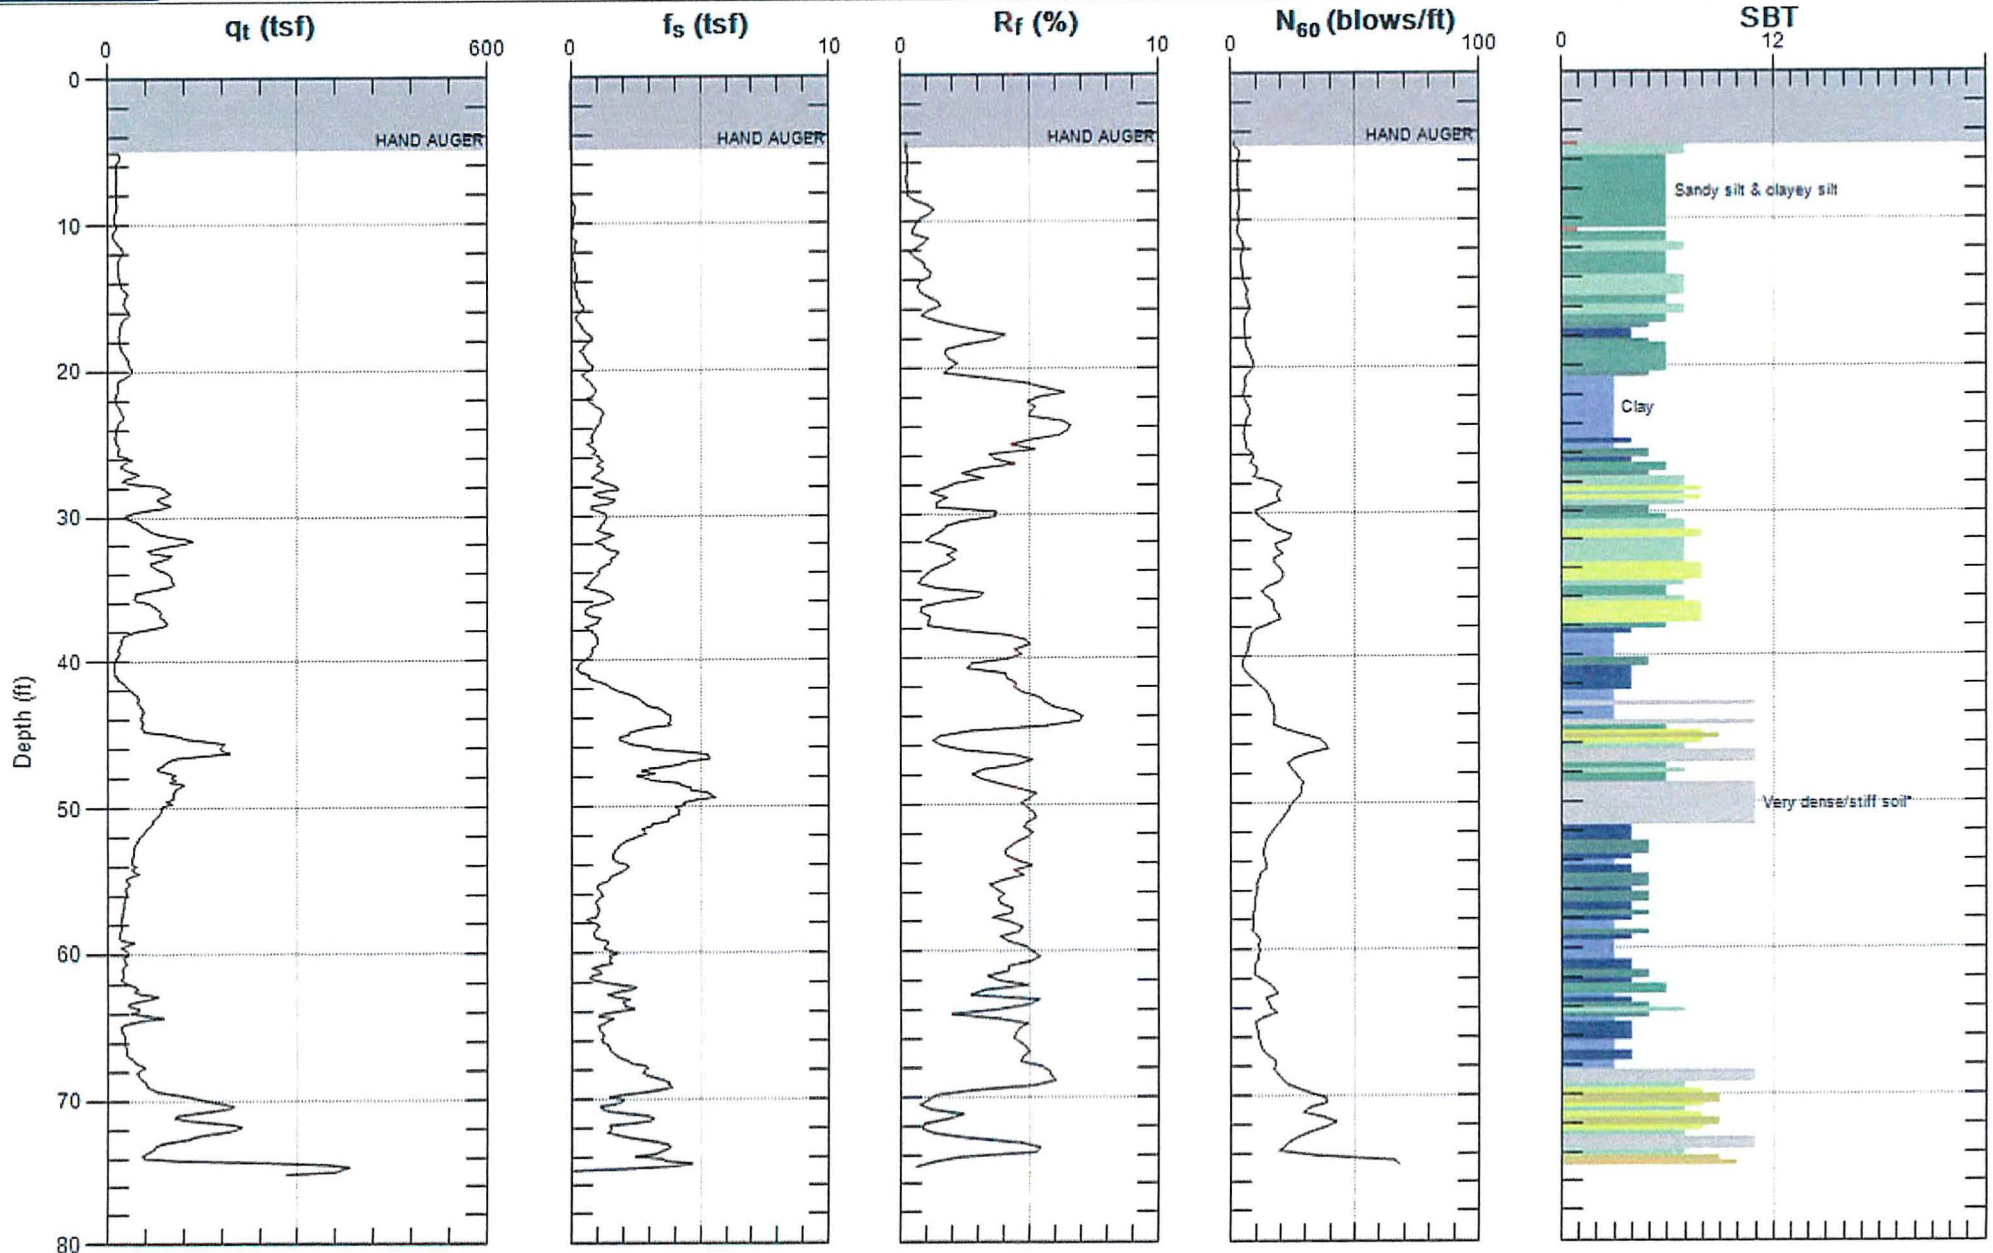 qt (tsf) fs (tsf) Rf (%) N60 (blows/ft) SBT
0 600 0 10 0 10 0 100 0 12
0
HAND AUGER HAND AUGER HAND AUGER HAND AUGER
Sandy silt & clayey silt
10
20
Clay
30
40
Depth (ft)
50
Very dense/stiff soil*
60
70
80